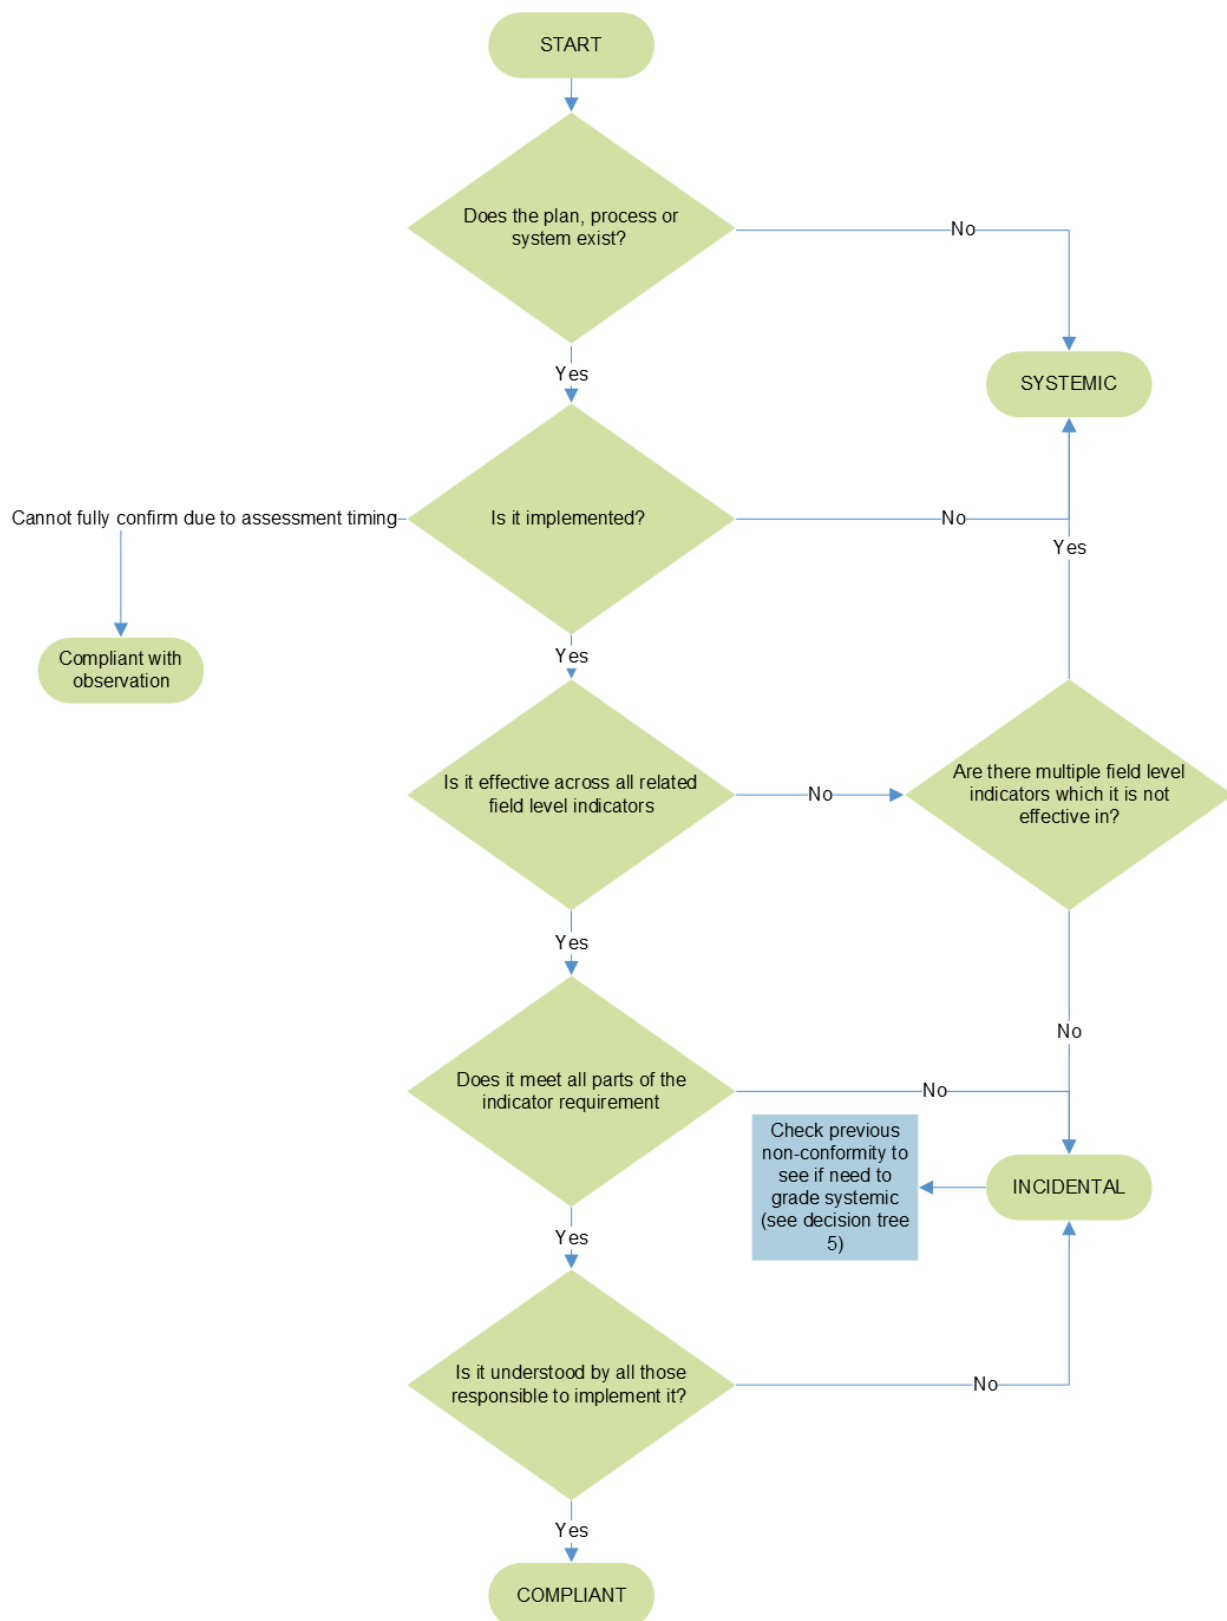 START
Does the plan, process or
system exist?
No
Yes
SYSTEMIC
Cannot fully confirm due to assessment timing
Is it implemented?
No
Yes
Compliant with
observation
Yes
Is it effective across all related
field level indicators
No
Are there multiple field level
indicators which it is not
effective in?
Yes
No
Does it meet all parts of the
indicator requirement
No
Check previous
non-conformity to
see if need to
grade systemic
(see decision tree
5)
INCIDENTAL
Yes
Is it understood by all those
responsible to implement it?
No
Yes
COMPLIANT